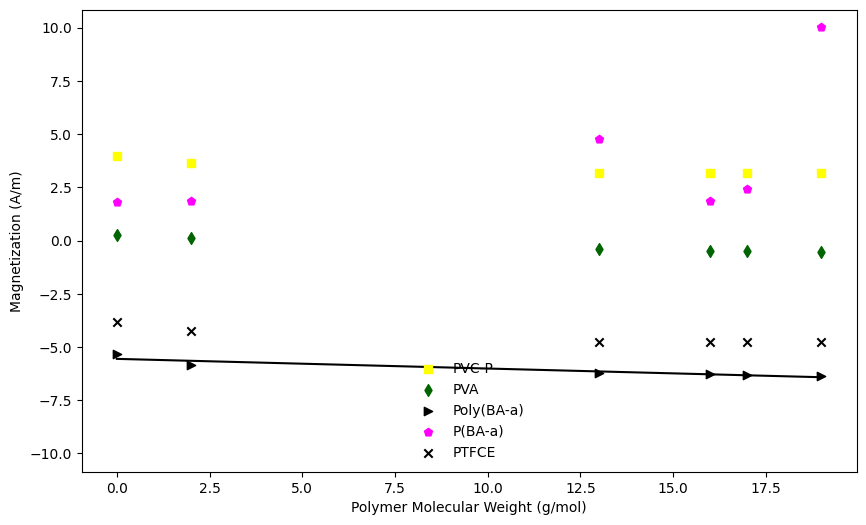 10.0
7.5
5.0
2.5
0.0
−2.5
−5.0
−7.5
−10.0
Magnetization (A/m)
PVC-P
PVA
Poly(BA-a)
P(BA-a)
PTFCE
0.0 2.5 5.0 7.5 10.0 12.5 15.0 17.5
Polymer Molecular Weight (g/mol)